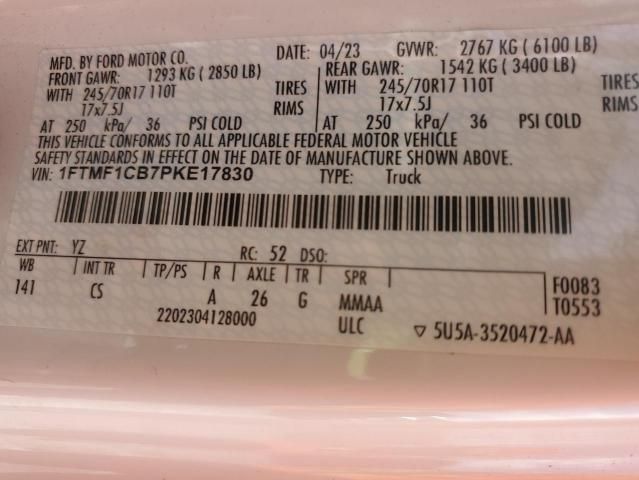 MFD. BY FORD MOTOR CO. DATE: 04/23 GVWR: 2767 KG ( 6100 LB)
FRONT GAWR: 1293 KG ( 2850 LB) REAR GAWR: 1542 KG ( 3400 LB)
WITH 245/70R17 110T TIRES WITH 245/70R17 110T TIRES
17x7.5J RIMS 17x7.5J RIMS
AT 250 kPa/ 36 PSI COLD AT 250 kPa/ 36 PSI COLD
THIS VEHICLE CONFORMS TO ALL APPLICABLE FEDERAL MOTOR VEHICLE
SAFETY STANDARDS IN EFFECT ON THE DATE OF MANUFACTURE SHOWN ABOVE.
VIN: 1FTMF1CB7PKE17830 TYPE: Truck
EXT PNT: YZ RC: 52 DSO:
WB INT TR TP/PS R AXLE TR SPR F0083
141 CS A 26 G MMAA T0553
2202304128000 ULC ▽ 5U5A-3520472-AA